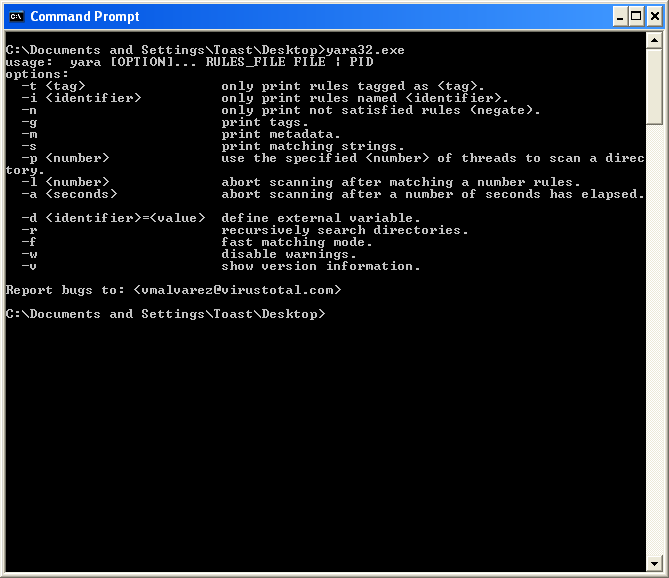 Command Prompt
C:\Documents and Settings\Toast\Desktop>yara32.exe
usage:  yara [OPTION]... RULES_FILE FILE | PID
options:
  -t <tag>                 only print rules tagged as <tag>.
  -i <identifier>          only print rules named <identifier>.
  -n                       only print not satisfied rules (negate).
  -g                       print tags.
  -m                       print metadata.
  -s                       print matching strings.
  -p <number>              use the specified <number> of threads to scan a direc
tory.
  -l <number>              abort scanning after matching a number rules.
  -a <seconds>             abort scanning after a number of seconds has elapsed.
  -d <identifier>=<value>  define external variable.
  -r                       recursively search directories.
  -f                       fast matching mode.
  -w                       disable warnings.
  -v                       show version information.
Report bugs to: <vmalvarez@virustotal.com>
C:\Documents and Settings\Toast\Desktop>